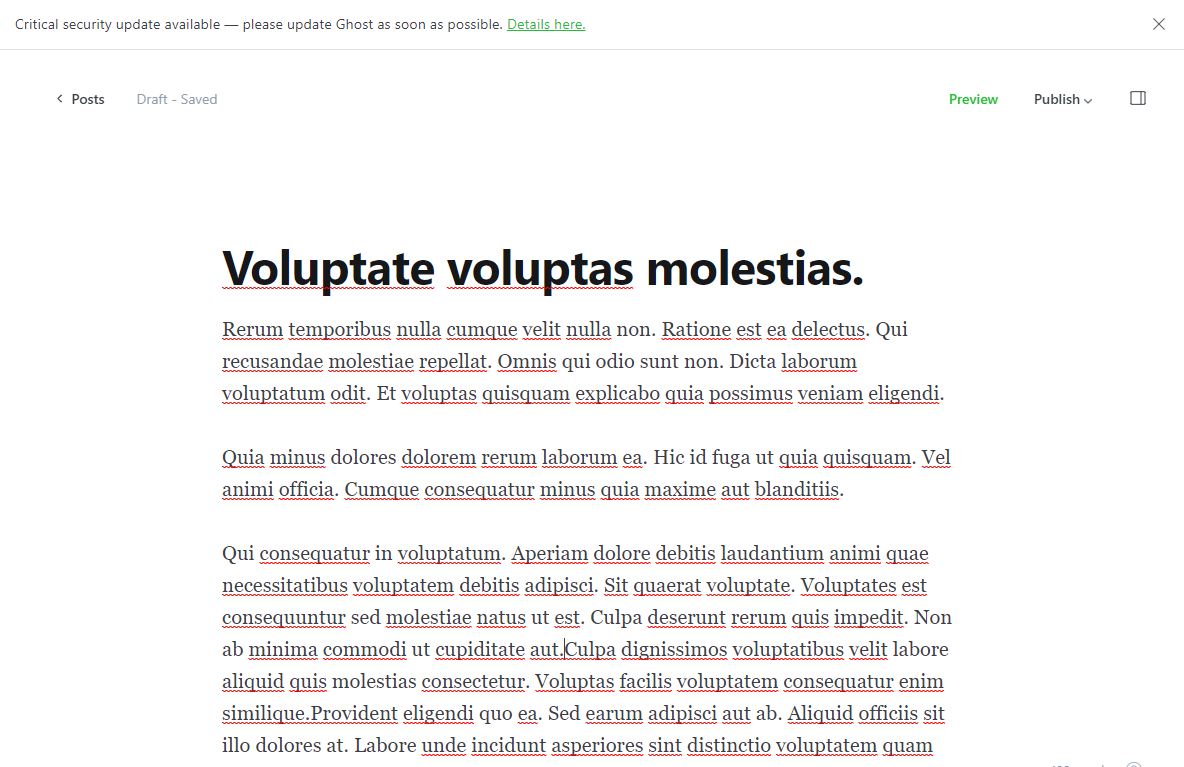 Critical security update available — please update Ghost as soon as possible. Details here.
Posts Draft - Saved Preview Publish
Voluptate voluptas molestias.
Rerum temporibus nulla cumque velit nulla non. Ratione est ea delectus. Qui
recusandae molestiae repellat. Omnis qui odio sunt non. Dicta laborum
voluptatum odit. Et voluptas quisquam explicabo quia possimus veniam eligendi.
Quia minus dolores dolorem rerum laborum ea. Hic id fuga ut quia quisquam. Vel
animi officia. Cumque consequatur minus quia maxime aut blanditiis.
Qui consequatur in voluptatum. Aperiam dolore debitis laudantium animi quae
necessitatibus voluptatem debitis adipisci. Sit quaerat voluptate. Voluptates est
consequuntur sed molestiae natus ut est. Culpa deserunt rerum quis impedit. Non
ab minima commodi ut cupiditate aut.Culpa dignissimos voluptatibus velit labore
aliquid quis molestias consectetur. Voluptas facilis voluptatem consequatur enim
similique.Provident eligendi quo ea. Sed earum adipisci aut ab. Aliquid officiis sit
illo dolores at. Labore unde incidunt asperiores sint distinctio voluptatem quam